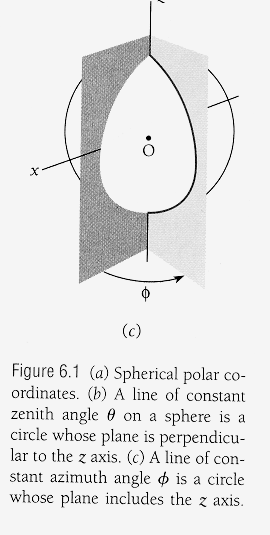 O
x
ϕ
(c)
Figure 6.1 (a) Spherical polar co-
ordinates. (b) A line of constant
zenith angle θ on a sphere is a
circle whose plane is perpendicu-
lar to the z axis. (c) A line of con-
stant azimuth angle ϕ is a circle
whose plane includes the z axis.